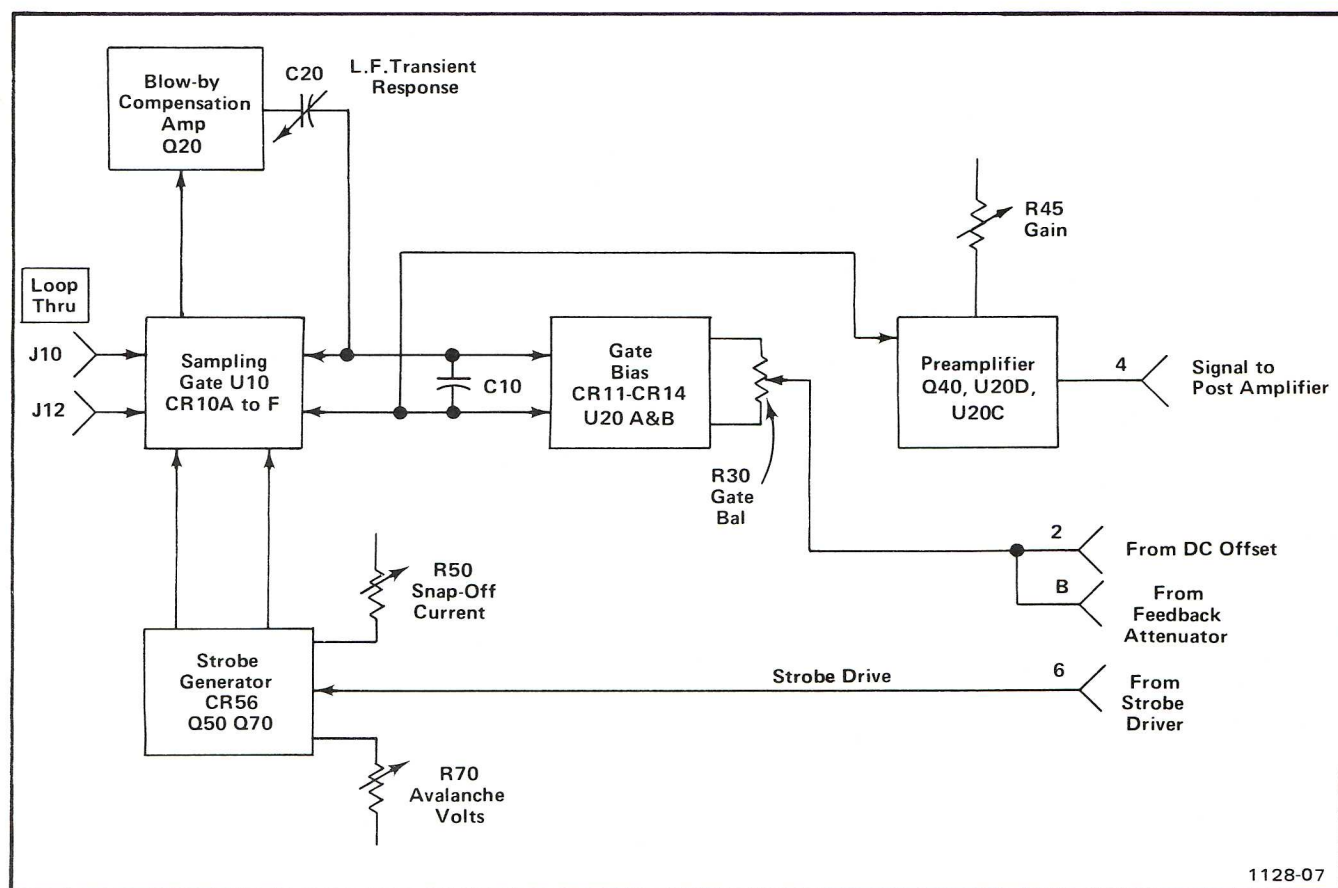 Blow-by
Compensation
Amp
Q20
C20
L.F.Transient
Response
R45
Gain
Loop
Thru
J10
J12
Sampling
Gate U10
CR10A to F
C10
Gate
Bias
CR11-CR14
U20 A&B
Preamplifier
Q40, U20D,
U20C
4
Signal to
Post Amplifier
R30
Gate
Bal
2
From DC Offset
B
From
Feedback
Attenuator
R50
Snap-Off
Current
Strobe
Generator
CR56
Q50 Q70
Strobe Drive
6
From
Strobe
Driver
R70
Avalanche
Volts
1128-07